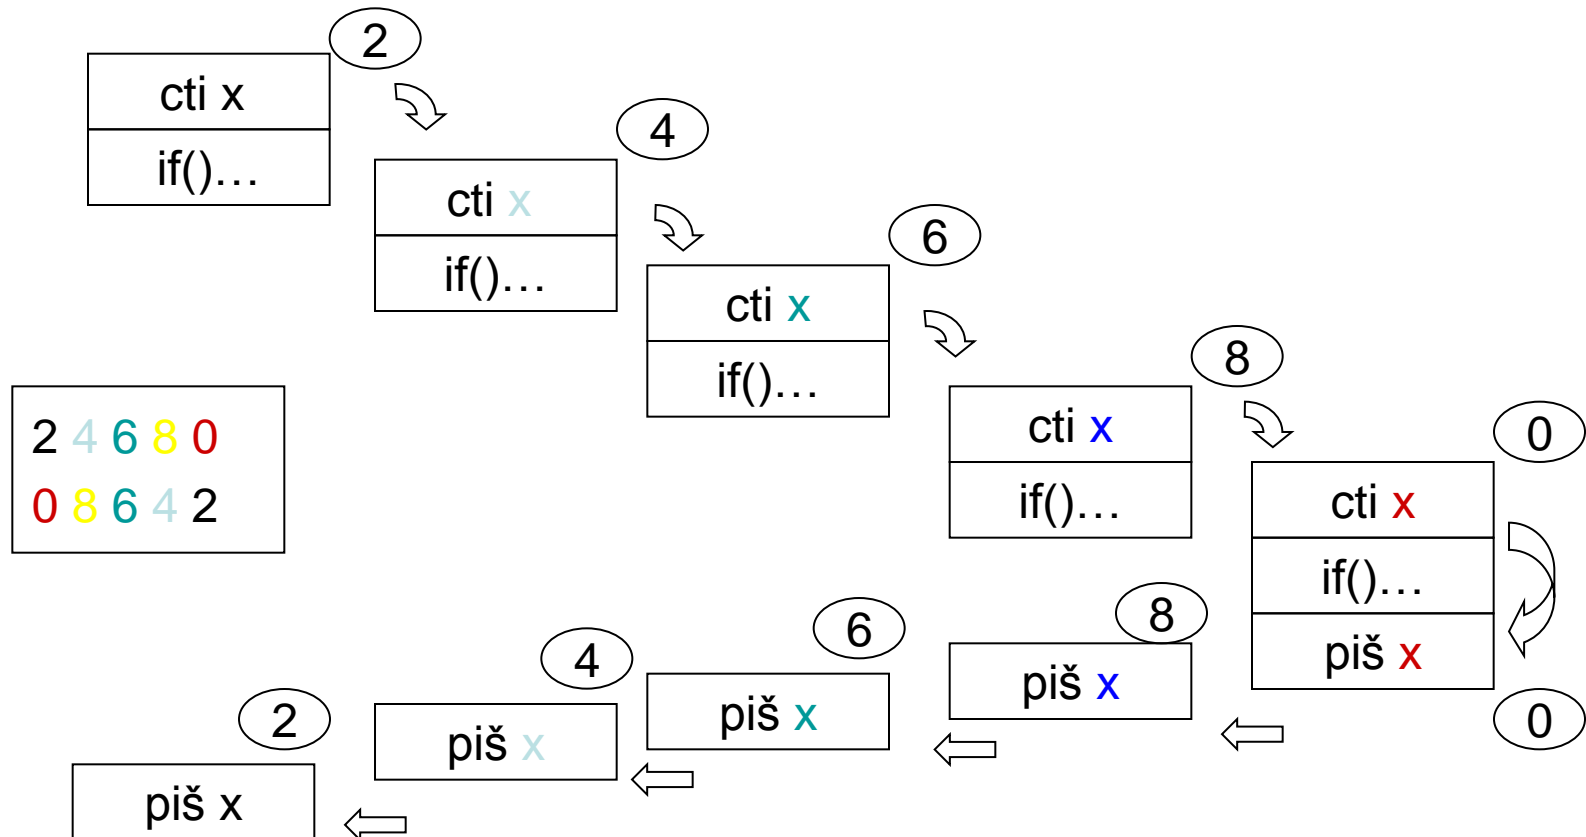 2
cti x
if()…
4
cti x
if()…
6
cti x
if()…
8
cti x
if()…
0
cti x
if()…
piš x
0
2 4 6 8 0
0 8 6 4 2
8
piš x
6
piš x
4
piš x
2
piš x